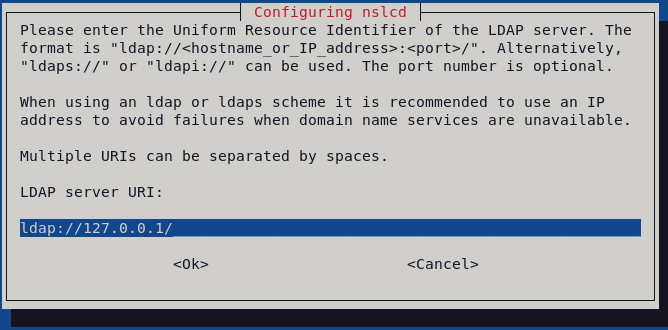 Configuring nslcd
Please enter the Uniform Resource Identifier of the LDAP server. The
format is "ldap://<hostname_or_IP_address>:<port>/". Alternatively,
"ldaps://" or "ldapi://" can be used. The port number is optional.
When using an ldap or ldaps scheme it is recommended to use an IP
address to avoid failures when domain name services are unavailable.
Multiple URIs can be separated by spaces.
LDAP server URI:
ldap://127.0.0.1/
<Ok> <Cancel>